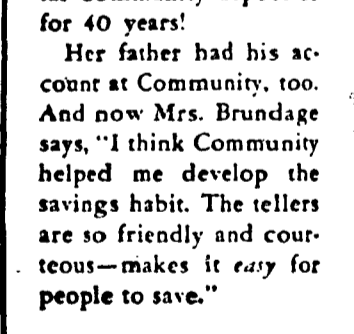 for 40 years!
Her father had his ac-
count at Community, too.
And now Mrs. Brundage
says, "I think Community
helped me develop the
savings habit. The tellers
are so friendly and cour-
teous—makes it easy for
people to save."